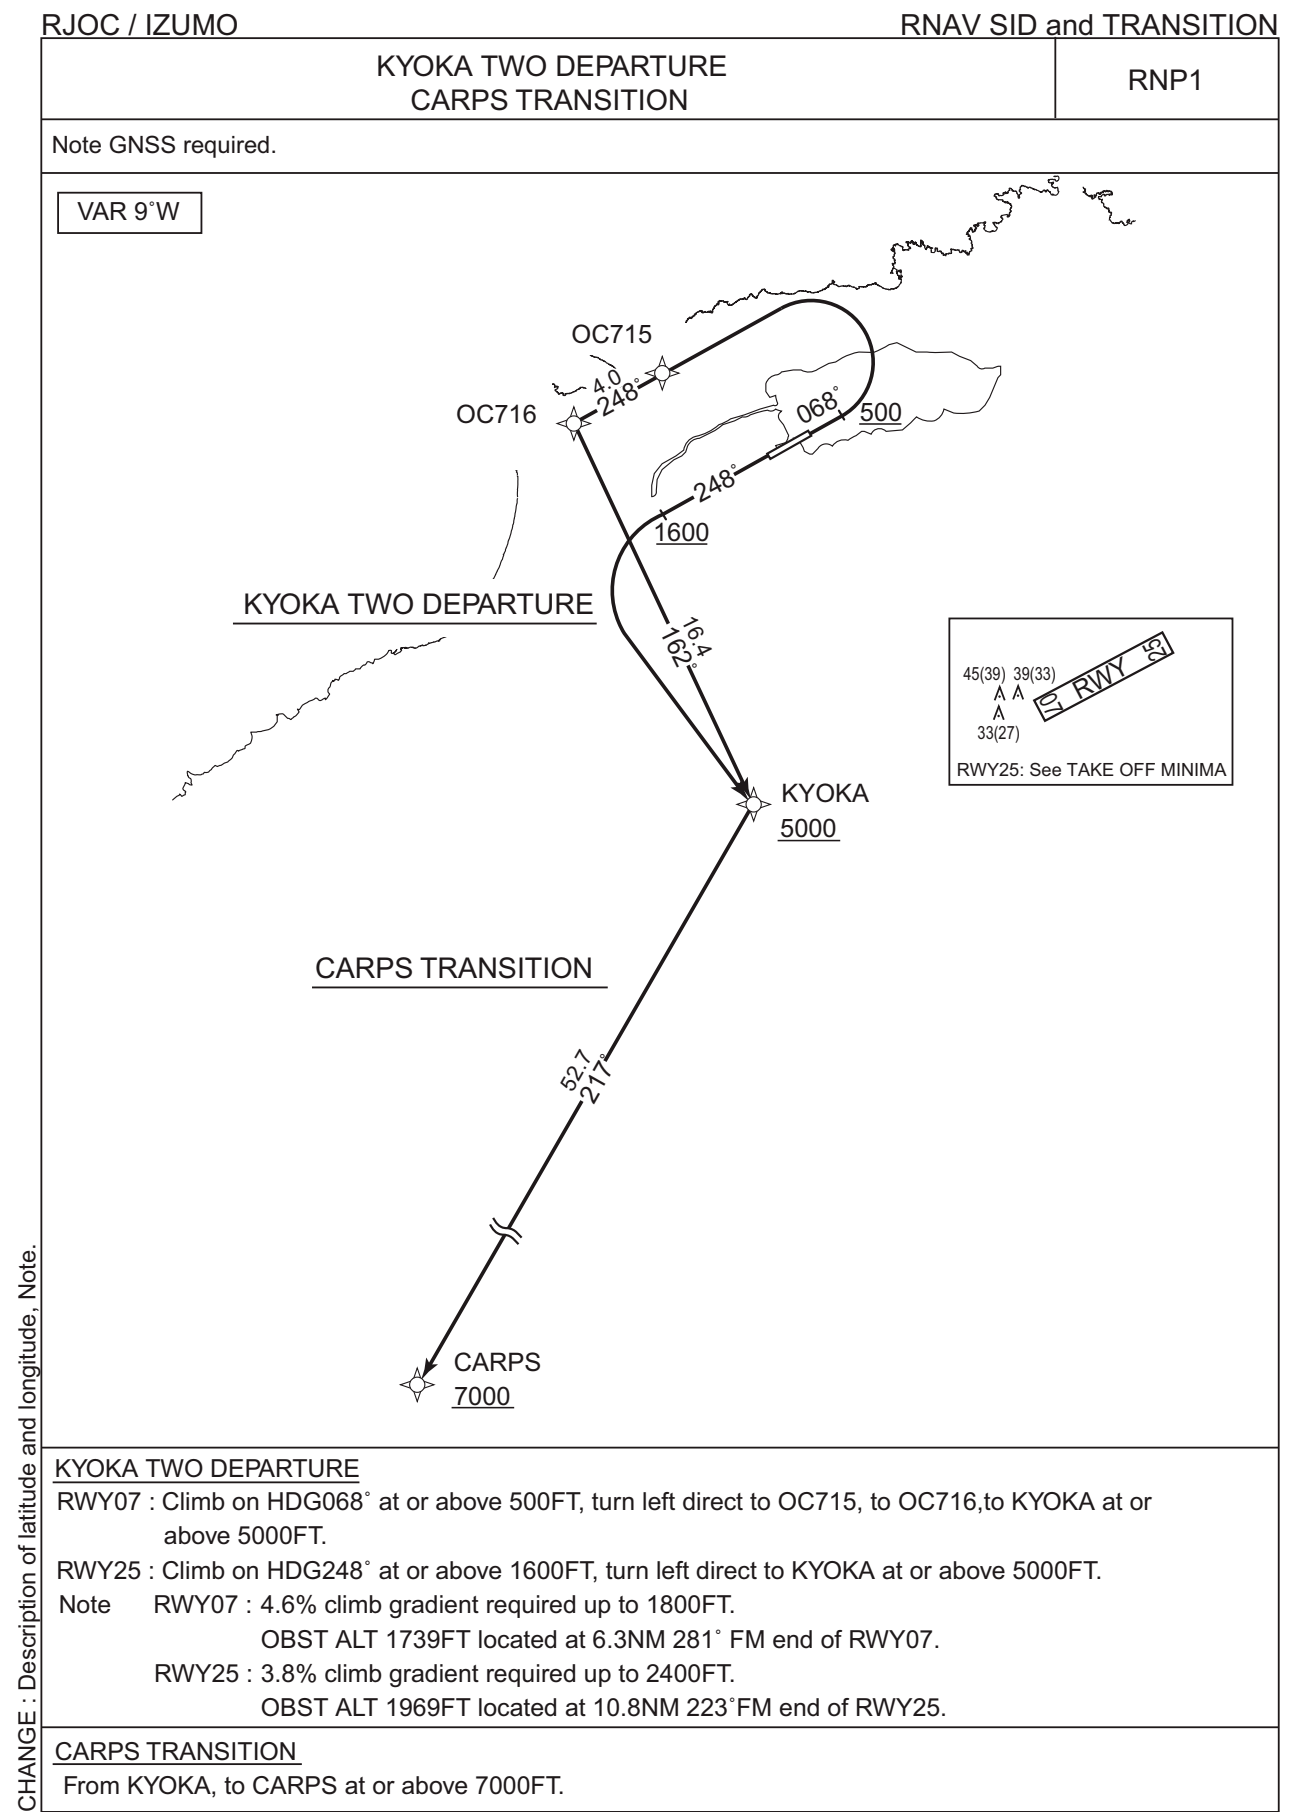 RJOC / IZUMO
RNAV SID and TRANSITION
KYOKA TWO DEPARTURE
CARPS TRANSITION
RNP1
Note GNSS required.
VAR 9˚W
OC715
4.0
248˚
OC716
068˚
500
248˚
1600
KYOKA TWO DEPARTURE
16.4
162˚
45(39) 39(33)
33(27)
07 RWY 25
RWY25: See TAKE OFF MINIMA
KYOKA
5000
CARPS TRANSITION
52.7
217˚
CARPS
7000
KYOKA TWO DEPARTURE
RWY07 : Climb on HDG068˚ at or above 500FT, turn left direct to OC715, to OC716,to KYOKA at or
above 5000FT.
RWY25 : Climb on HDG248˚ at or above 1600FT, turn left direct to KYOKA at or above 5000FT.
Note RWY07 : 4.6% climb gradient required up to 1800FT.
OBST ALT 1739FT located at 6.3NM 281˚ FM end of RWY07.
RWY25 : 3.8% climb gradient required up to 2400FT.
OBST ALT 1969FT located at 10.8NM 223˚FM end of RWY25.
CARPS TRANSITION
From KYOKA, to CARPS at or above 7000FT.
CHANGE : Description of latitude and longitude, Note.